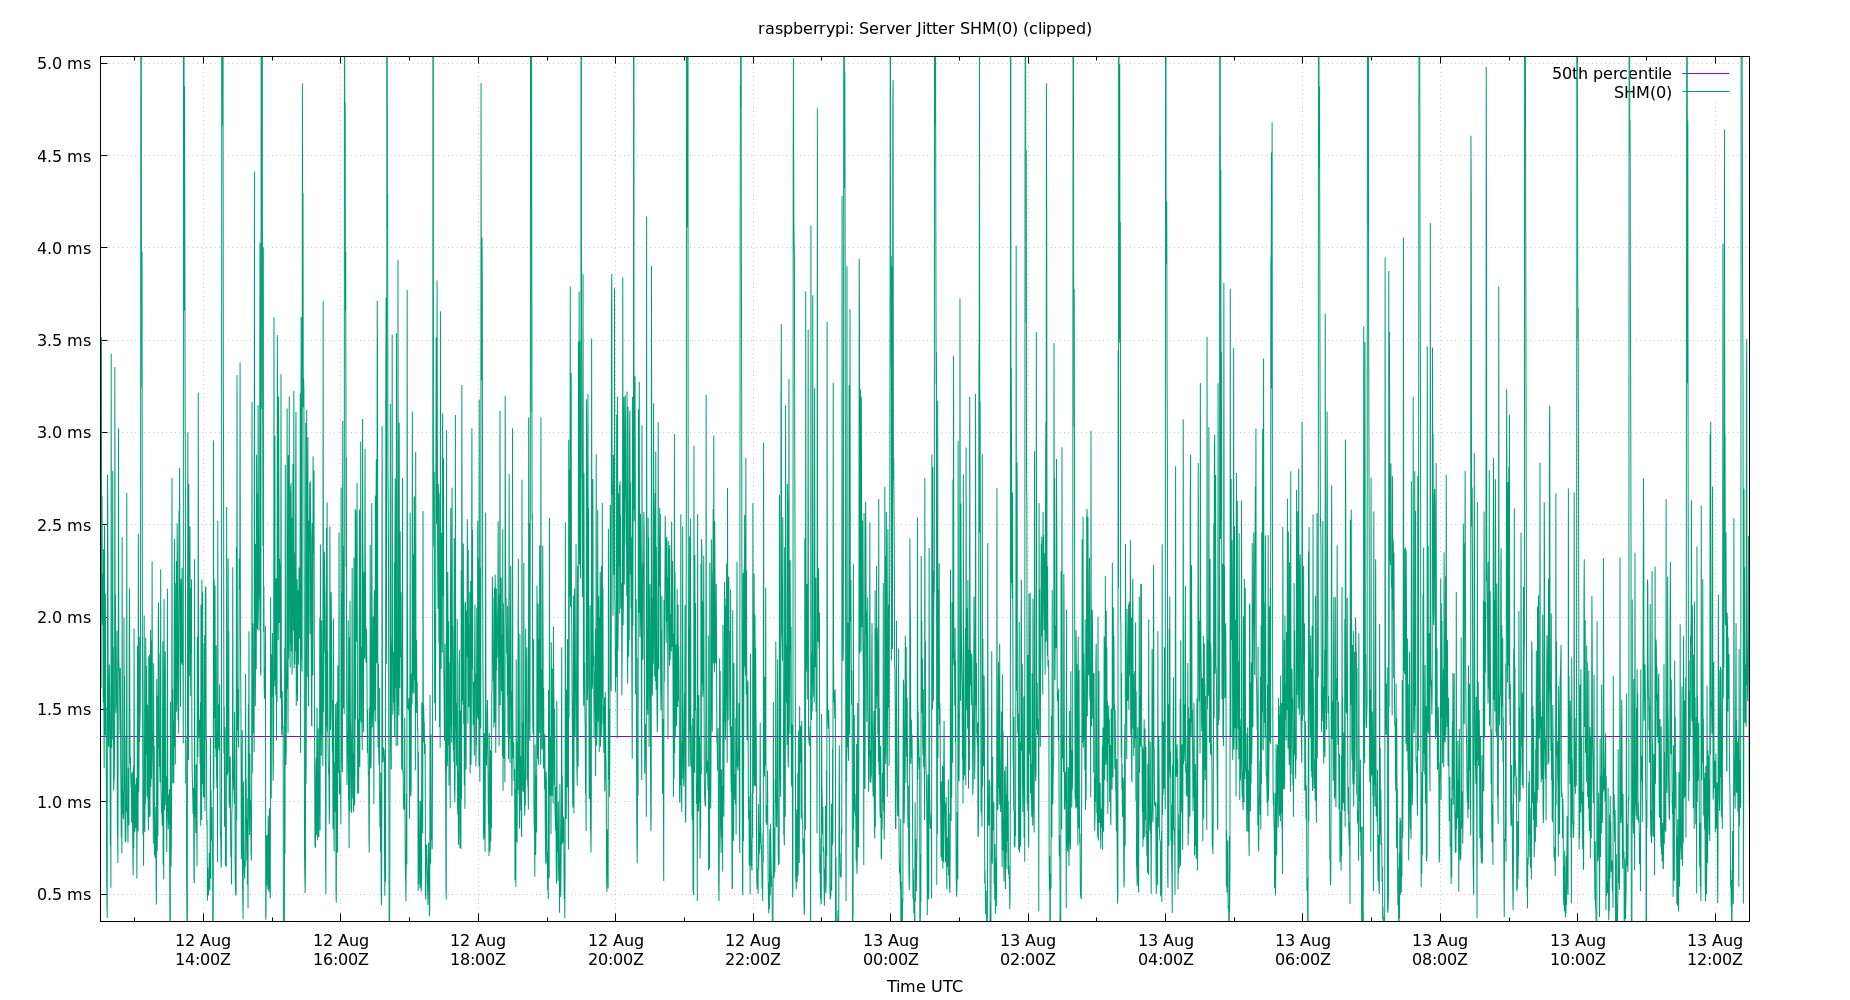 raspberrypi: Server Jitter SHM(0) (clipped)
5.0 ms
50th percentile
SHM(0)
4.5 ms
4.0 ms
3.5 ms
3.0 ms
2.5 ms
2.0 ms
1.5 ms
1.0 ms
0.5 ms
12 Aug 12 Aug 12 Aug 12 Aug 12 Aug 13 Aug 13 Aug 13 Aug 13 Aug 13 Aug 13 Aug 13 Aug
14:00Z 16:00Z 18:00Z 20:00Z 22:00Z 00:00Z 02:00Z 04:00Z 06:00Z 08:00Z 10:00Z 12:00Z
Time UTC